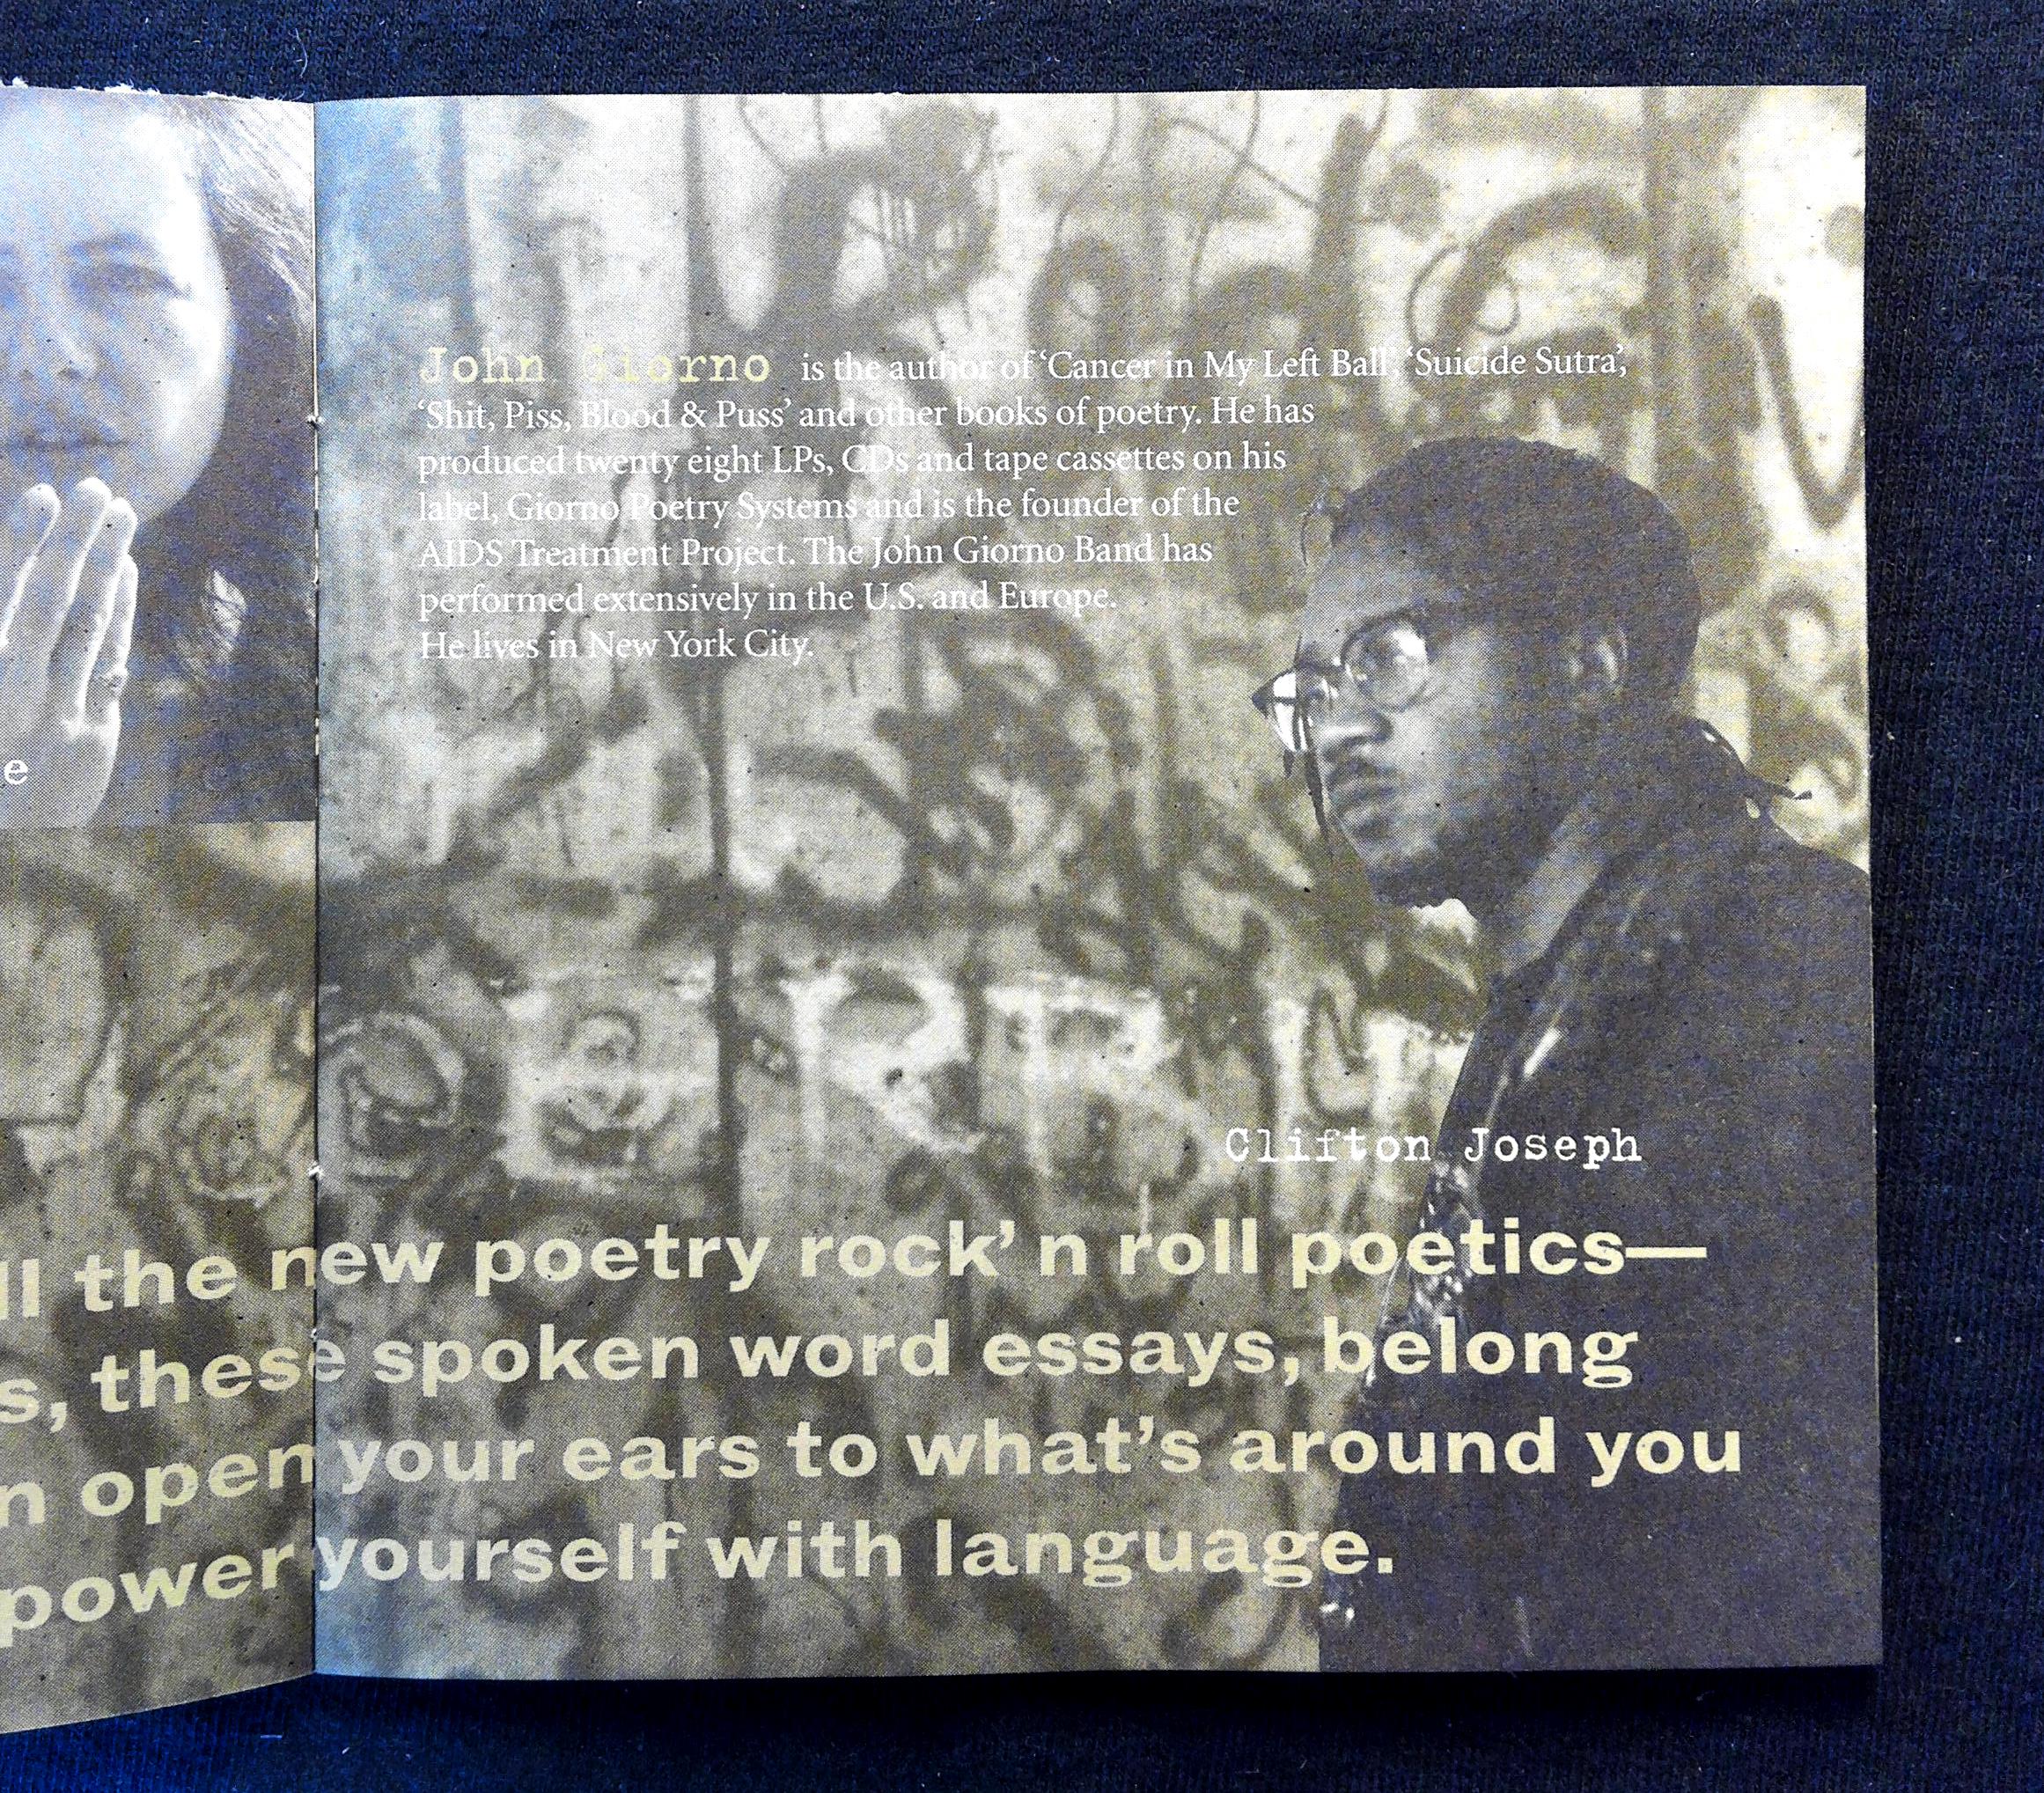 John Giorno is the author of ‘Cancer in My Left Ball’, ‘Suicide Sutra’,
‘Shit, Piss, Blood & Puss’ and other books of poetry. He has
produced twenty eight LPs, CDs and tape cassettes on his
label, Giorno Poetry Systems and is the founder of the
AIDS Treatment Project. The John Giorno Band has
performed extensively in the U.S. and Europe.
He lives in New York City.
e
Clifton Joseph
ll the new poetry rock’n roll poetics—
s, these spoken word essays, belong
n open your ears to what’s around you
power yourself with language.